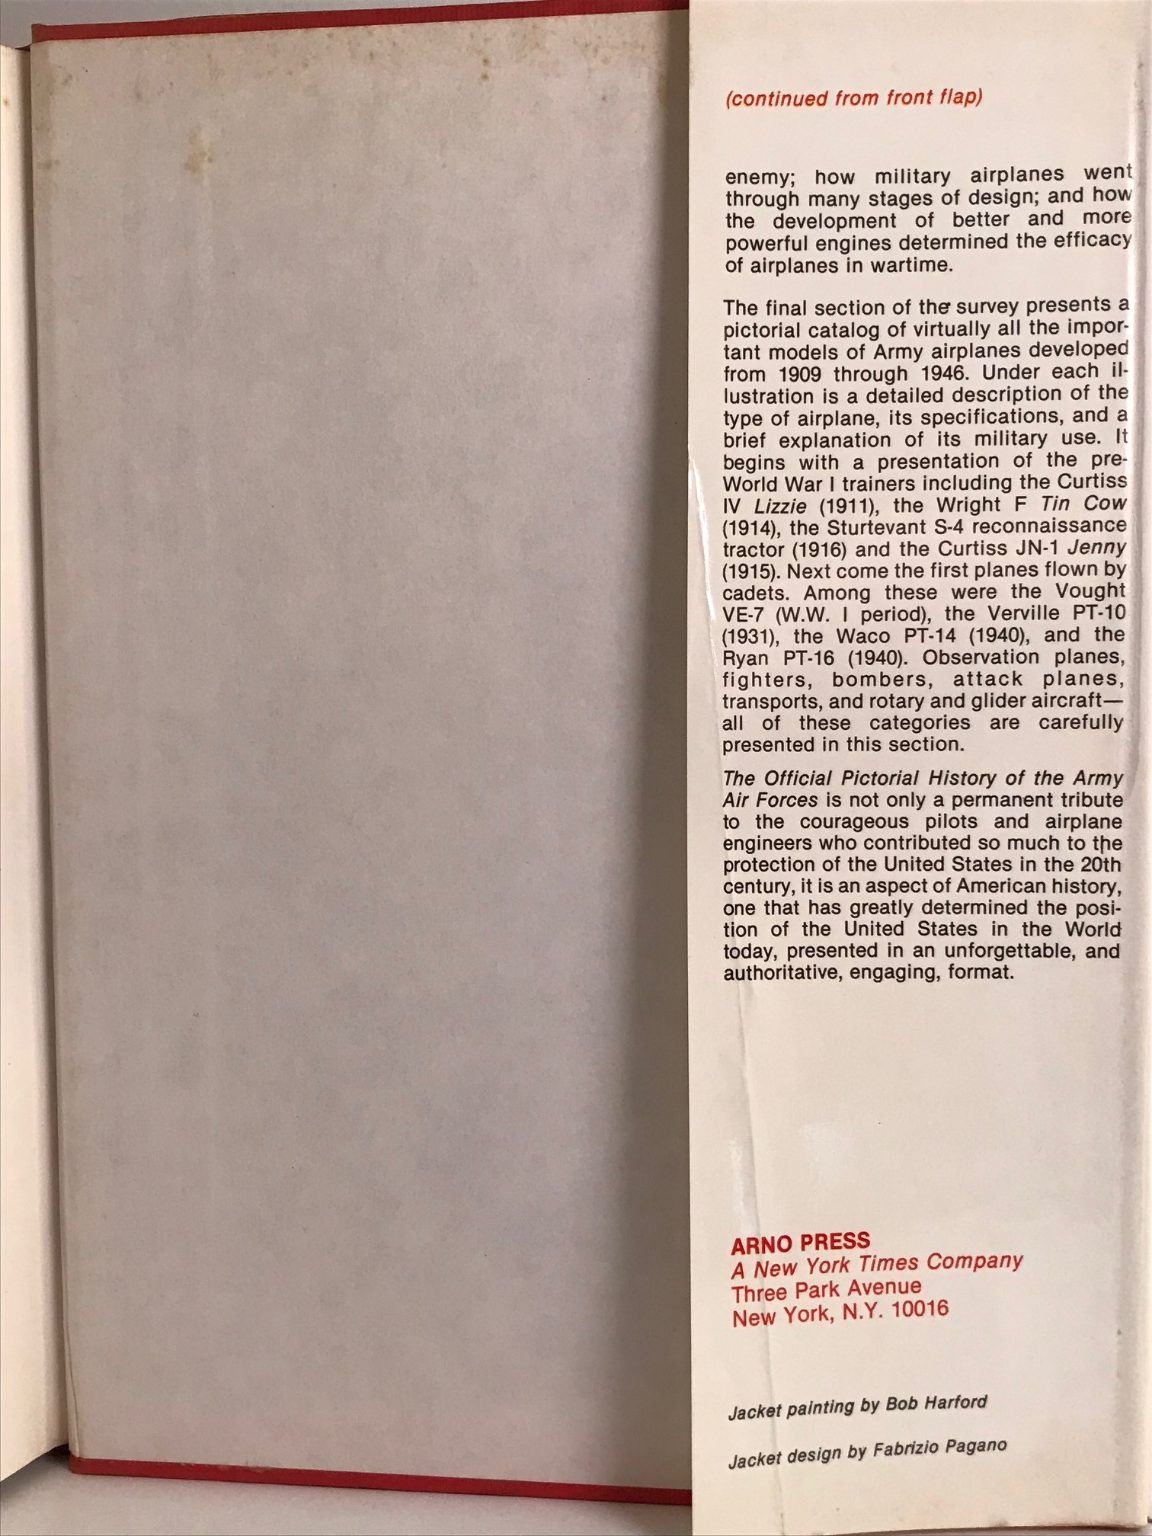 (continued from front flap)
enemy; how military airplanes went
through many stages of design; and how
the development of better and more
powerful engines determined the efficacy
of airplanes in wartime.
The final section of the survey presents a
pictorial catalog of virtually all the impor-
tant models of Army airplanes developed
from 1909 through 1946. Under each il-
lustration is a detailed description of the
type of airplane, its specifications, and a
brief explanation of its military use. It
begins with a presentation of the pre-
World War I trainers including the Curtiss
IV Lizzie (1911), the Wright F Tin Cow
(1914), the Sturtevant S-4 reconnaissance
tractor (1916) and the Curtiss JN-1 Jenny
(1915). Next come the first planes flown by
cadets. Among these were the Vought
VE-7 (W.W. I period), the Verville PT-10
(1931), the Waco PT-14 (1940), and the
Ryan PT-16 (1940). Observation planes,
fighters, bombers, attack planes,
transports, and rotary and glider aircraft—
all of these categories are carefully
presented in this section.
The Official Pictorial History of the Army
Air Forces is not only a permanent tribute
to the courageous pilots and airplane
engineers who contributed so much to the
protection of the United States in the 20th
century, it is an aspect of American history,
one that has greatly determined the posi-
tion of the United States in the World
today, presented in an unforgettable, and
authoritative, engaging, format.
ARNO PRESS
A New York Times Company
Three Park Avenue
New York, N.Y. 10016
Jacket painting by Bob Harford
Jacket design by Fabrizio Pagano